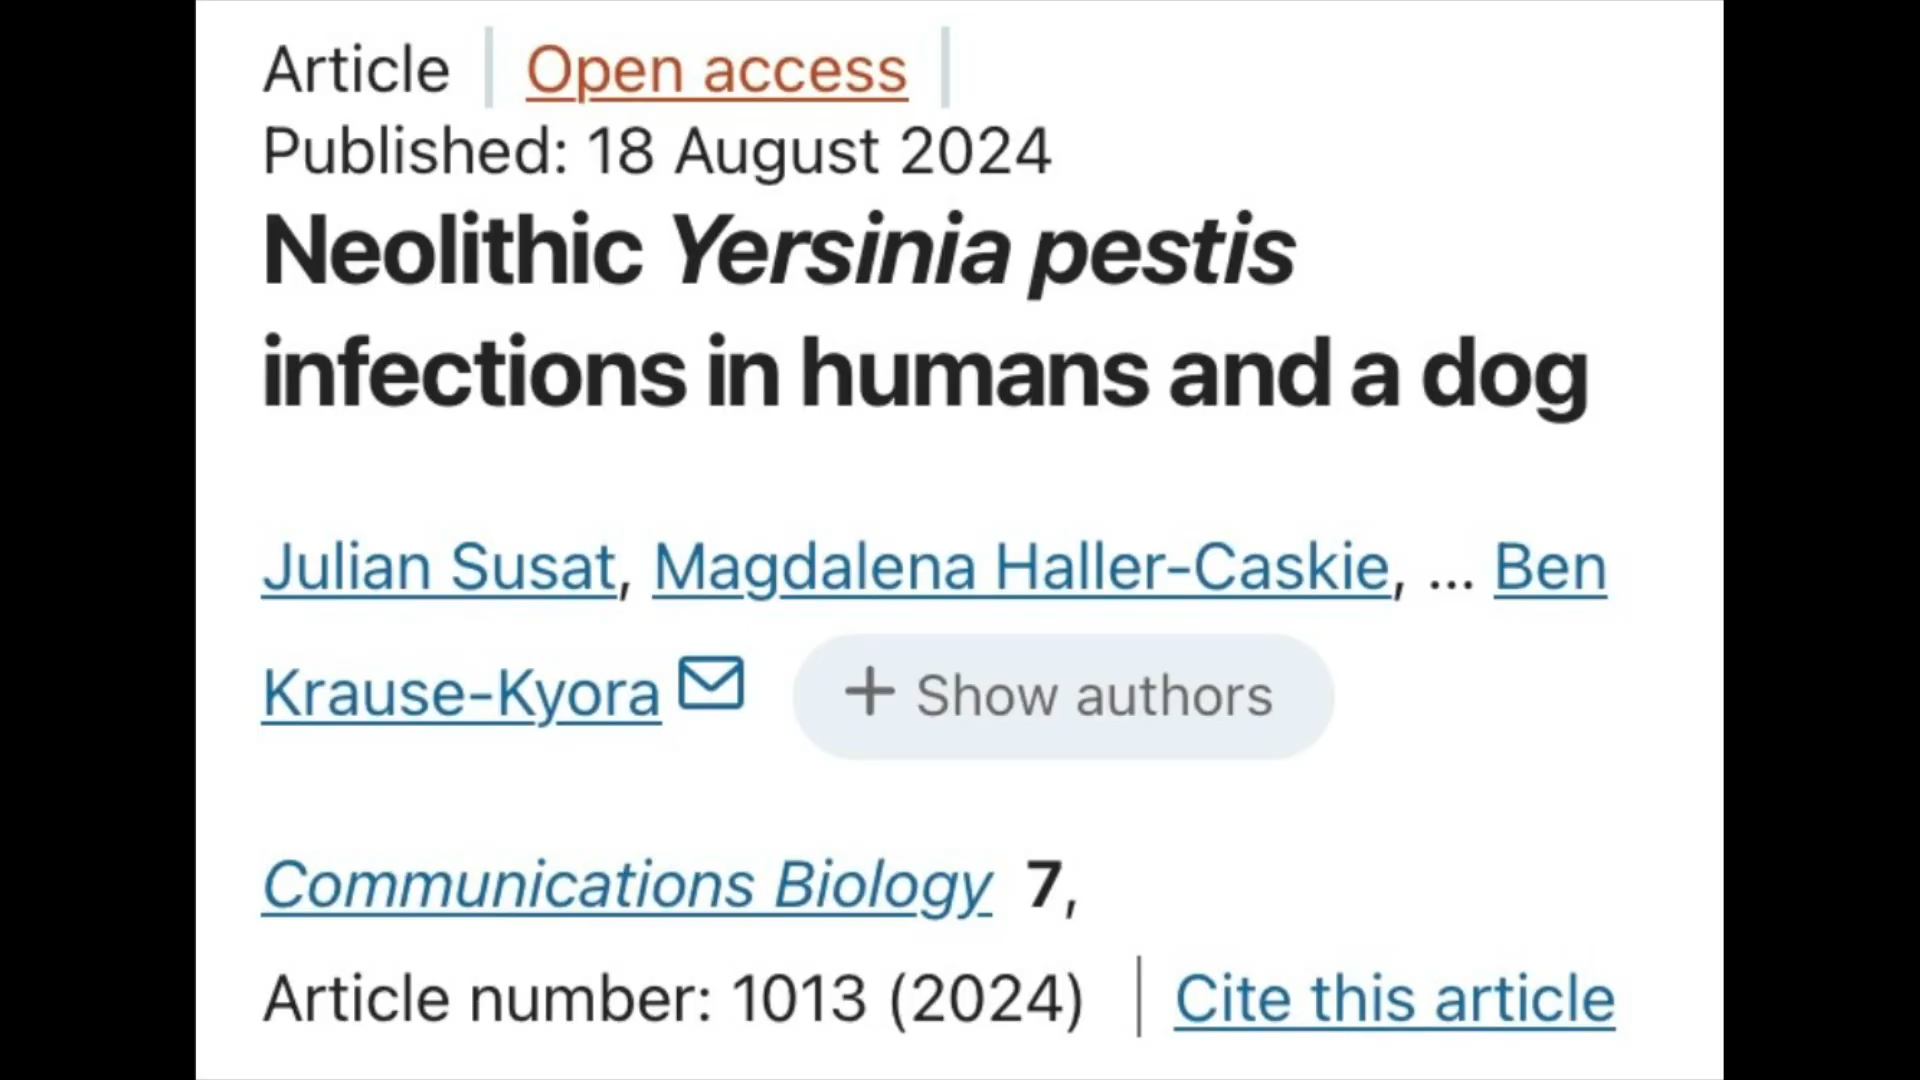 Article | Open access |
Published: 18 August 2024
Neolithic Yersinia pestis
infections in humans and a dog
Julian Susat, Magdalena Haller-Caskie, ... Ben
Krause-Kyora
+ Show authors
Communications Biology 7,
Article number: 1013 (2024) | Cite this article